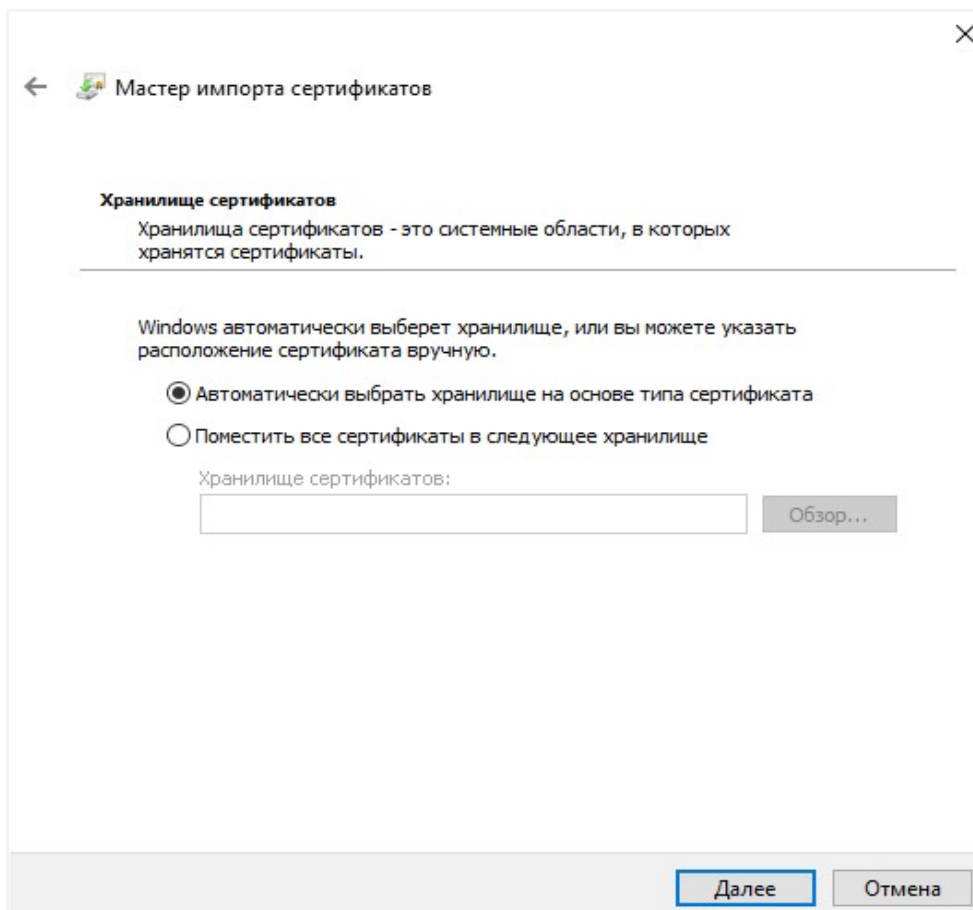 Мастер импорта сертификатов
Хранилище сертификатов
Хранилища сертификатов - это системные области, в которых
хранятся сертификаты.
Windows автоматически выберет хранилище, или вы можете указать
расположение сертификата вручную.
Автоматически выбрать хранилище на основе типа сертификата
Поместить все сертификаты в следующее хранилище
Хранилище сертификатов:
Обзор...
Далее
Отмена